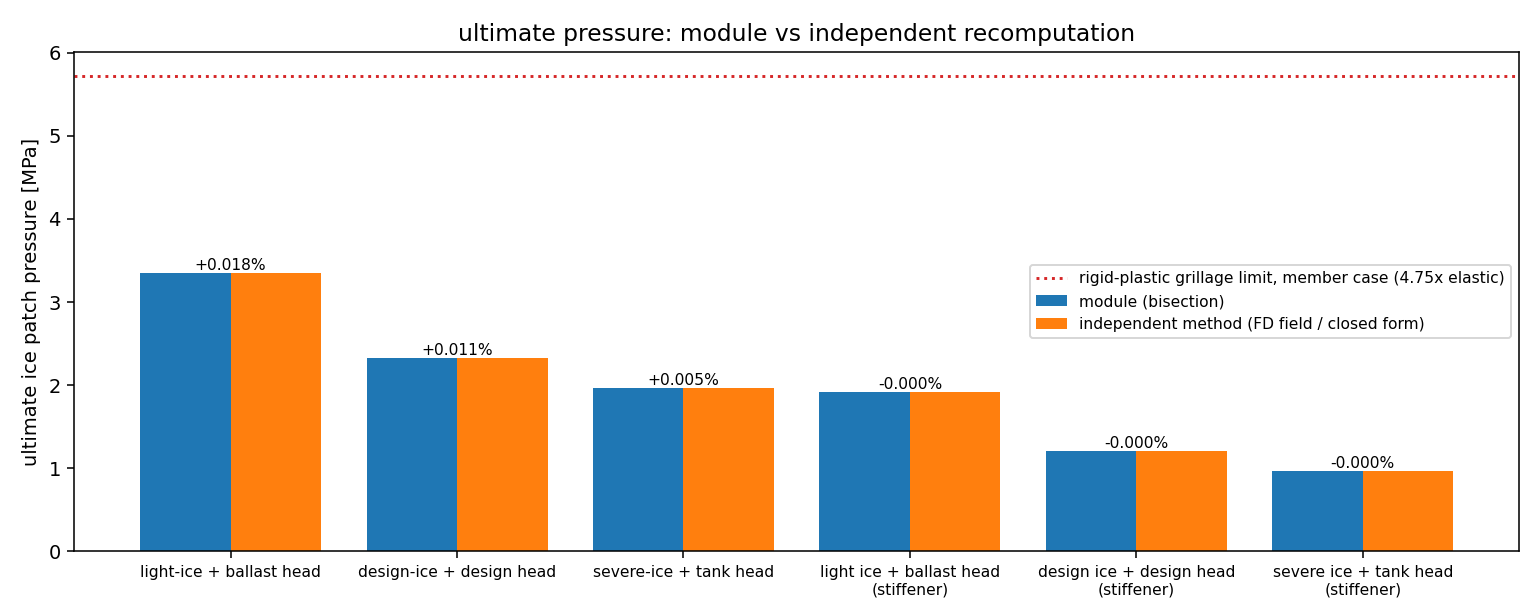 ultimate pressure: module vs independent recomputation
ultimate ice patch pressure [MPa]
6
5
4
3
2
1
0
+0.018%
+0.011%
+0.005%
-0.000%
-0.000%
-0.000%
rigid-plastic grillage limit, member case (4.75x elastic)
module (bisection)
independent method (FD field / closed form)
light-ice + ballast head
design-ice + design head
severe-ice + tank head
light ice + ballast head
(stiffener)
design ice + design head
(stiffener)
severe ice + tank head
(stiffener)